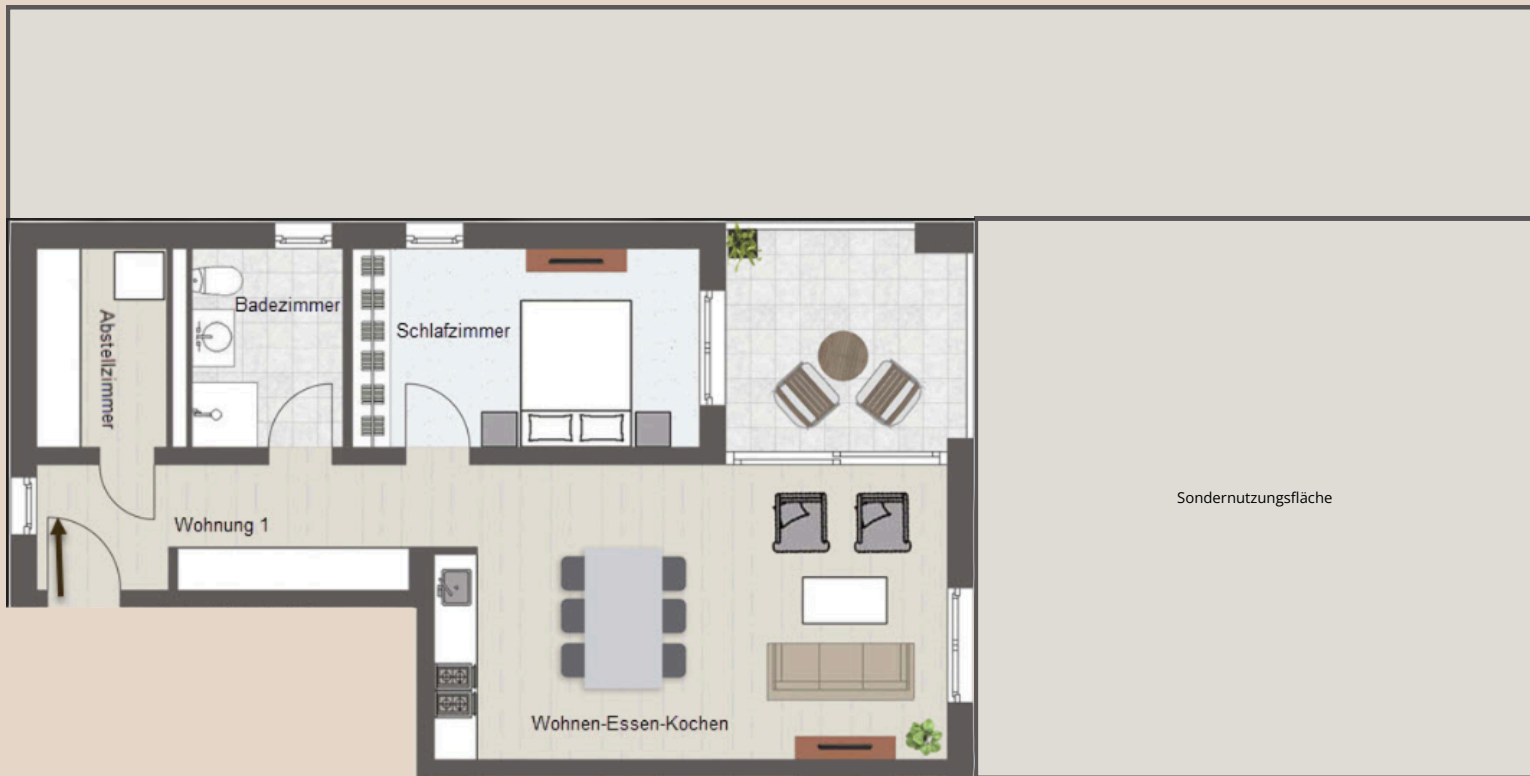 Badezimmer
Schlafzimmer
Abstellzimmer
Sondernutzungsfläche
Wohnung 1
Wohnen-Essen-Kochen